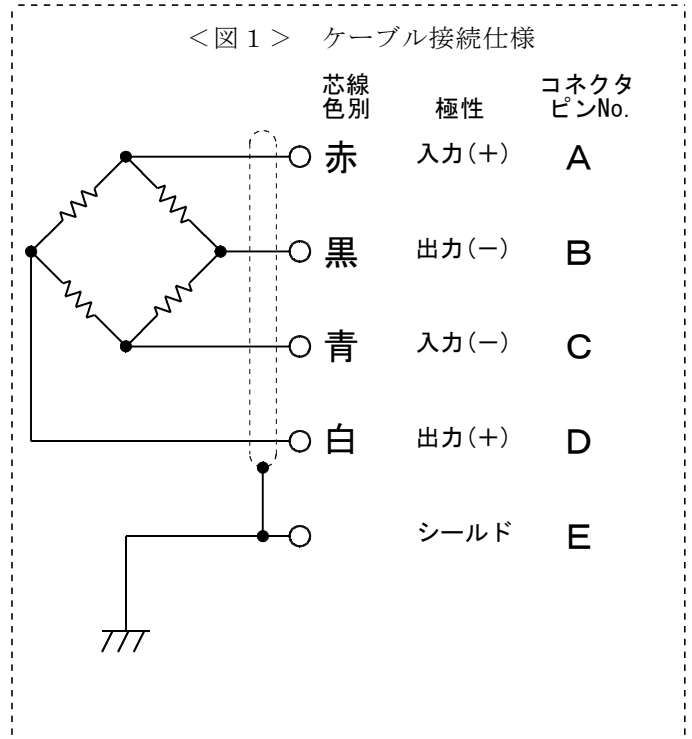 ＜図１＞　ケーブル接続仕様
芯線色別　極性　コネクタピンNo.
赤　入力(＋)　A
黒　出力(－)　B
青　入力(－)　C
白　出力(＋)　D
シールド　E